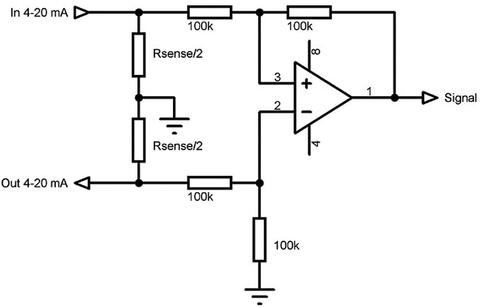 In 4-20 mA
100k
100k
Rsense/2
8
3
+
1
Signal
2
−
Rsense/2
4
Out 4-20 mA
100k
100k